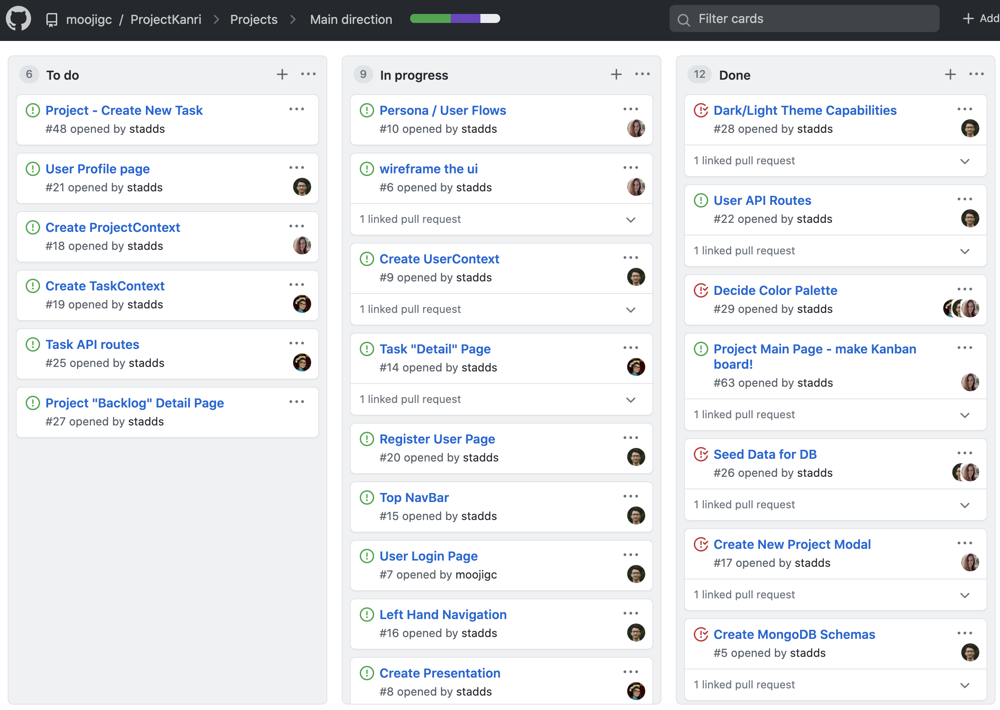 moojigc / ProjectKanri > Projects > Main direction
Filter cards
+ Add
6 To do
Project - Create New Task
#48 opened by stadds
User Profile page
#21 opened by stadds
Create ProjectContext
#18 opened by stadds
Create TaskContext
#19 opened by stadds
Task API routes
#25 opened by stadds
Project "Backlog" Detail Page
#27 opened by stadds
9 In progress
Persona / User Flows
#10 opened by stadds
wireframe the ui
#6 opened by stadds
1 linked pull request
Create UserContext
#9 opened by stadds
1 linked pull request
Task "Detail" Page
#14 opened by stadds
1 linked pull request
Register User Page
#20 opened by stadds
Top NavBar
#15 opened by stadds
User Login Page
#7 opened by moojigc
Left Hand Navigation
#16 opened by stadds
Create Presentation
#8 opened by stadds
12 Done
Dark/Light Theme Capabilities
#28 opened by stadds
1 linked pull request
User API Routes
#22 opened by stadds
1 linked pull request
Decide Color Palette
#29 opened by stadds
Project Main Page - make Kanban
board!
#63 opened by stadds
1 linked pull request
Seed Data for DB
#26 opened by stadds
1 linked pull request
Create New Project Modal
#17 opened by stadds
1 linked pull request
Create MongoDB Schemas
#5 opened by stadds
1 linked pull request